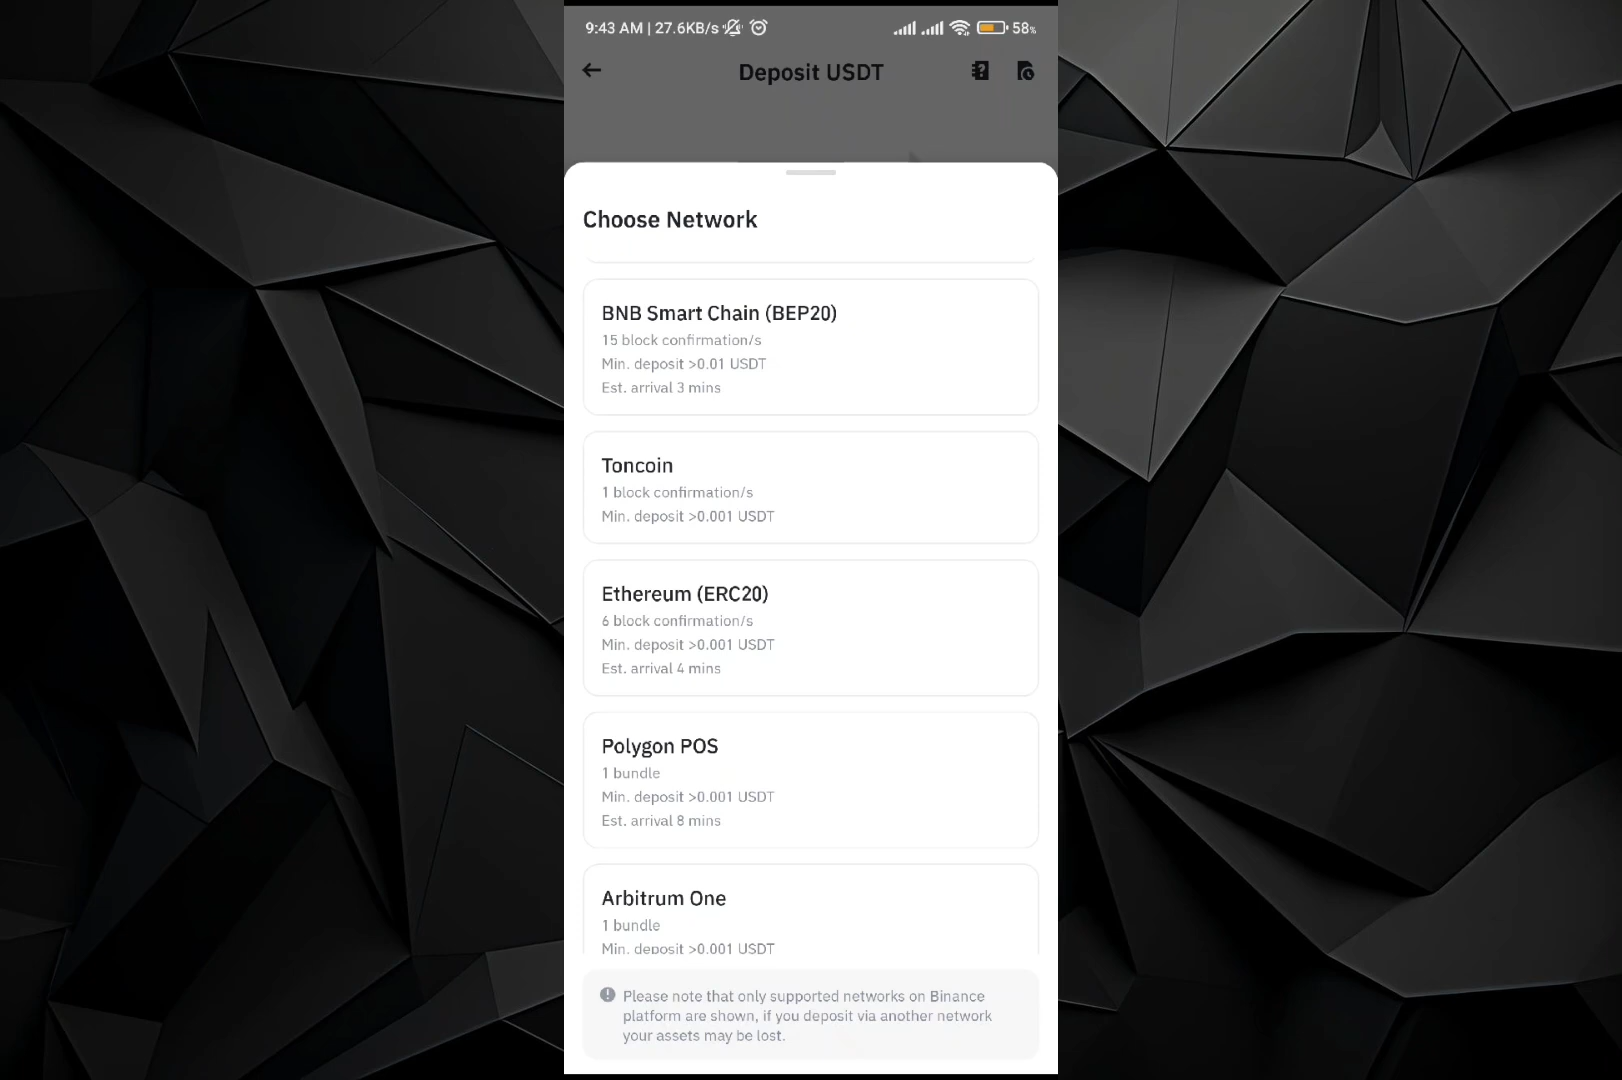 9:43 AM | 27.6KB/s 58%
Deposit USDT
Choose Network
BNB Smart Chain (BEP20)
15 block confirmation/s
Min. deposit >0.01 USDT
Est. arrival 3 mins
Toncoin
1 block confirmation/s
Min. deposit >0.001 USDT
Ethereum (ERC20)
6 block confirmation/s
Min. deposit >0.001 USDT
Est. arrival 4 mins
Polygon POS
1 bundle
Min. deposit >0.001 USDT
Est. arrival 8 mins
Arbitrum One
1 bundle
Min. deposit >0.001 USDT
Please note that only supported networks on Binance
platform are shown, if you deposit via another network
your assets may be lost.